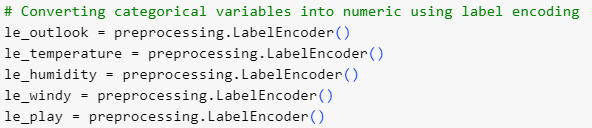 # Converting categorical variables into numeric using label encoding
le_outlook = preprocessing.LabelEncoder()
le_temperature = preprocessing.LabelEncoder()
le_humidity = preprocessing.LabelEncoder()
le_windy = preprocessing.LabelEncoder()
le_play = preprocessing.LabelEncoder()